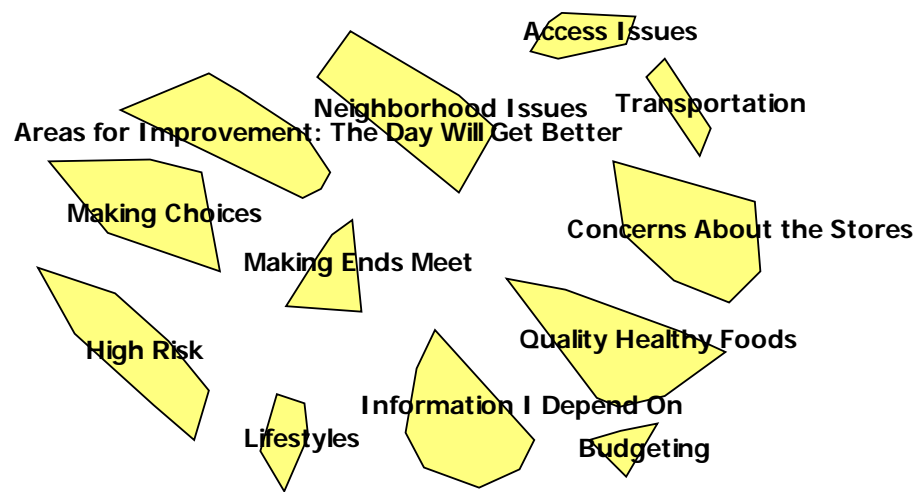 Access Issues
Neighborhood Issues
Transportation
Areas for Improvement: The Day Will Get Better
Making Choices
Concerns About the Stores
Making Ends Meet
Quality Healthy Foods
High Risk
Information I Depend On
Lifestyles
Budgeting